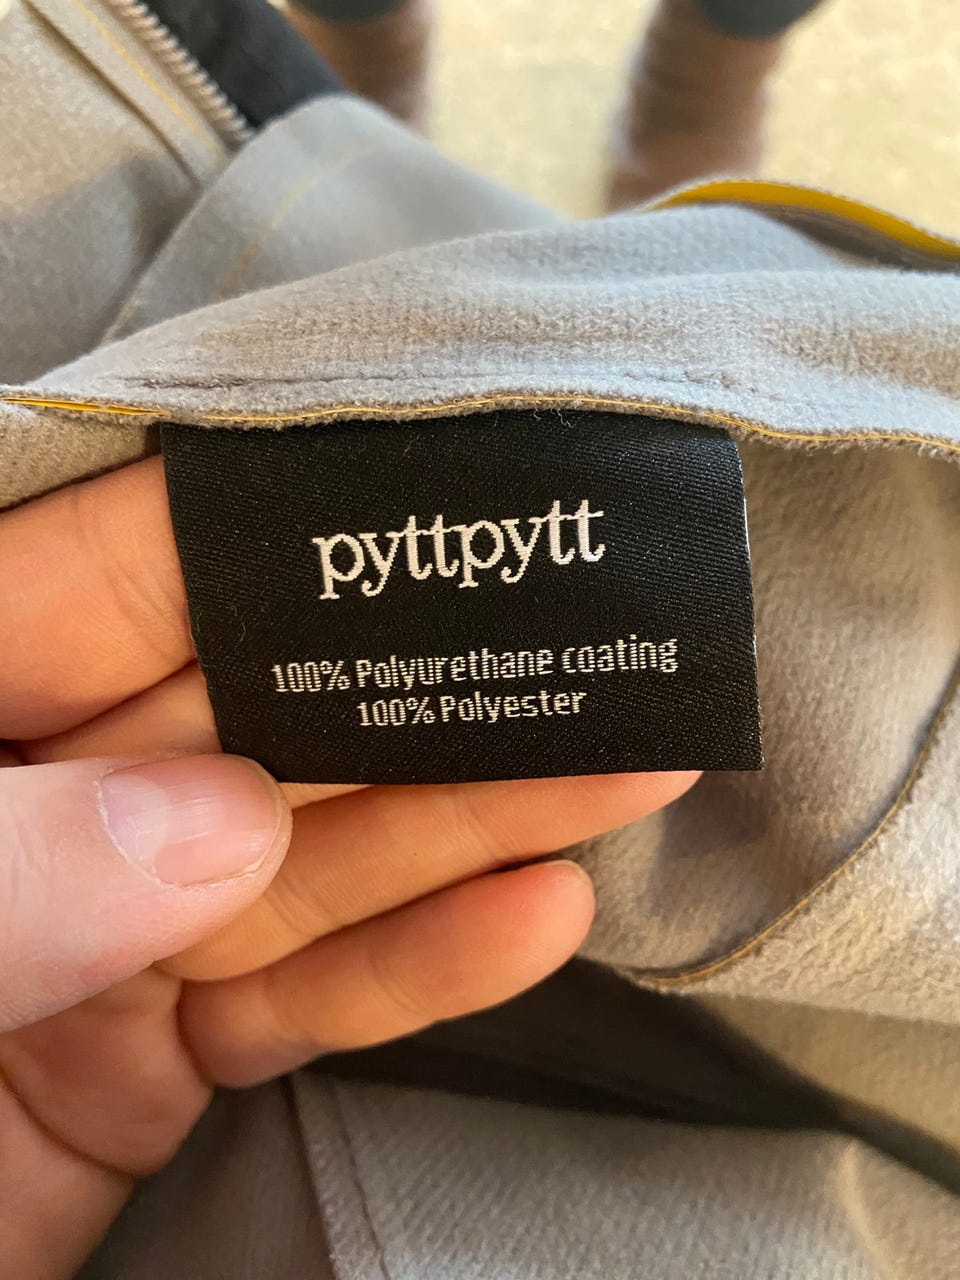 pyttpytt
100% Polyurethane coating
100% Polyester